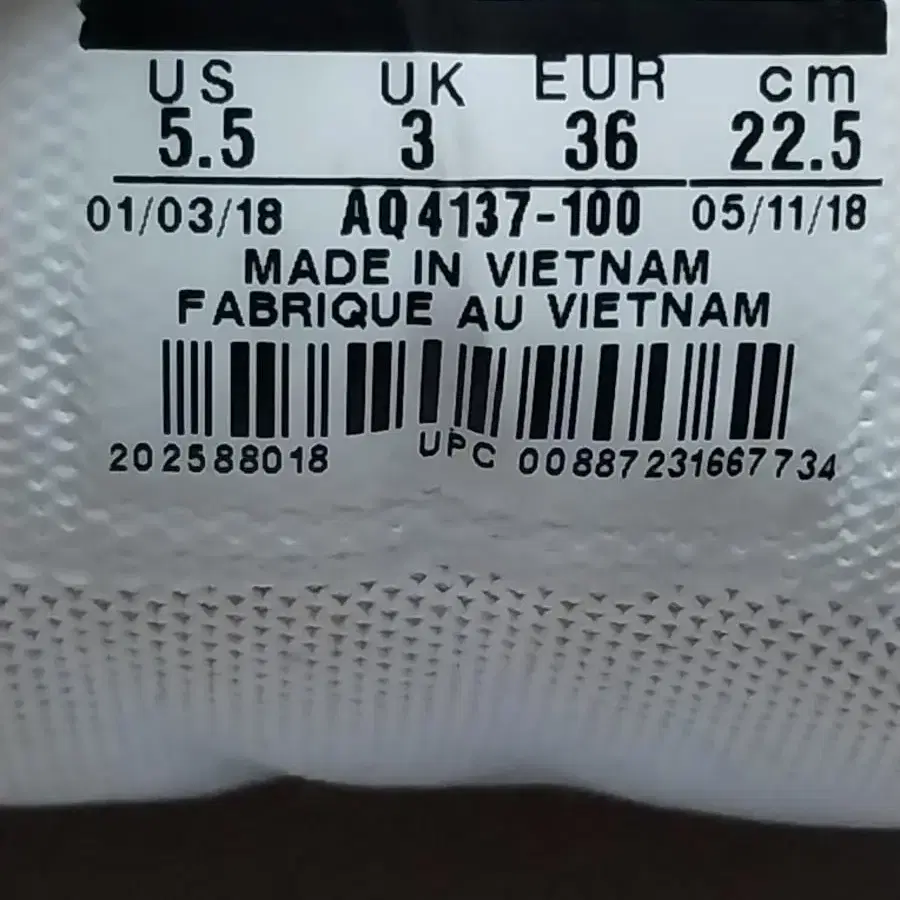 US UK EUR cm
5.5 3 36 22.5
01/03/18 AQ4137-100 05/11/18
MADE IN VIETNAM
FABRIQUE AU VIETNAM
202588018 UPC 00887231667734